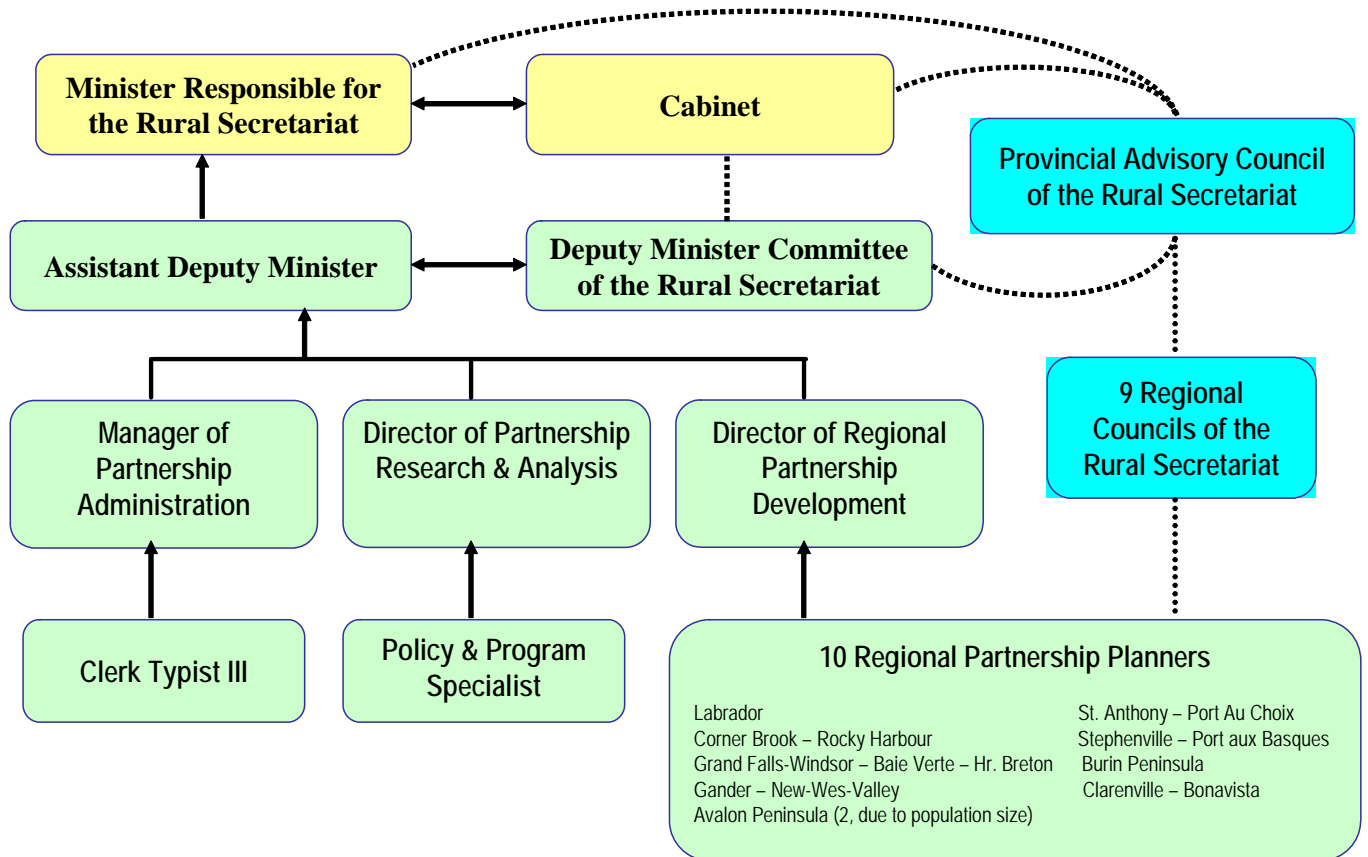 Minister Responsible for
the Rural Secretariat
Cabinet
Provincial Advisory Council
of the Rural Secretariat
Assistant Deputy Minister
Deputy Minister Committee
of the Rural Secretariat
9 Regional
Councils of the
Rural Secretariat
Manager of
Partnership
Administration
Director of Partnership
Research & Analysis
Director of Regional
Partnership
Development
Clerk Typist III
Policy & Program
Specialist
10 Regional Partnership Planners
Labrador
Corner Brook – Rocky Harbour
Grand Falls-Windsor – Baie Verte – Hr. Breton
Gander – New-Wes-Valley
Avalon Peninsula (2, due to population size)
St. Anthony – Port Au Choix
Stephenville – Port aux Basques
Burin Peninsula
Clarenville – Bonavista